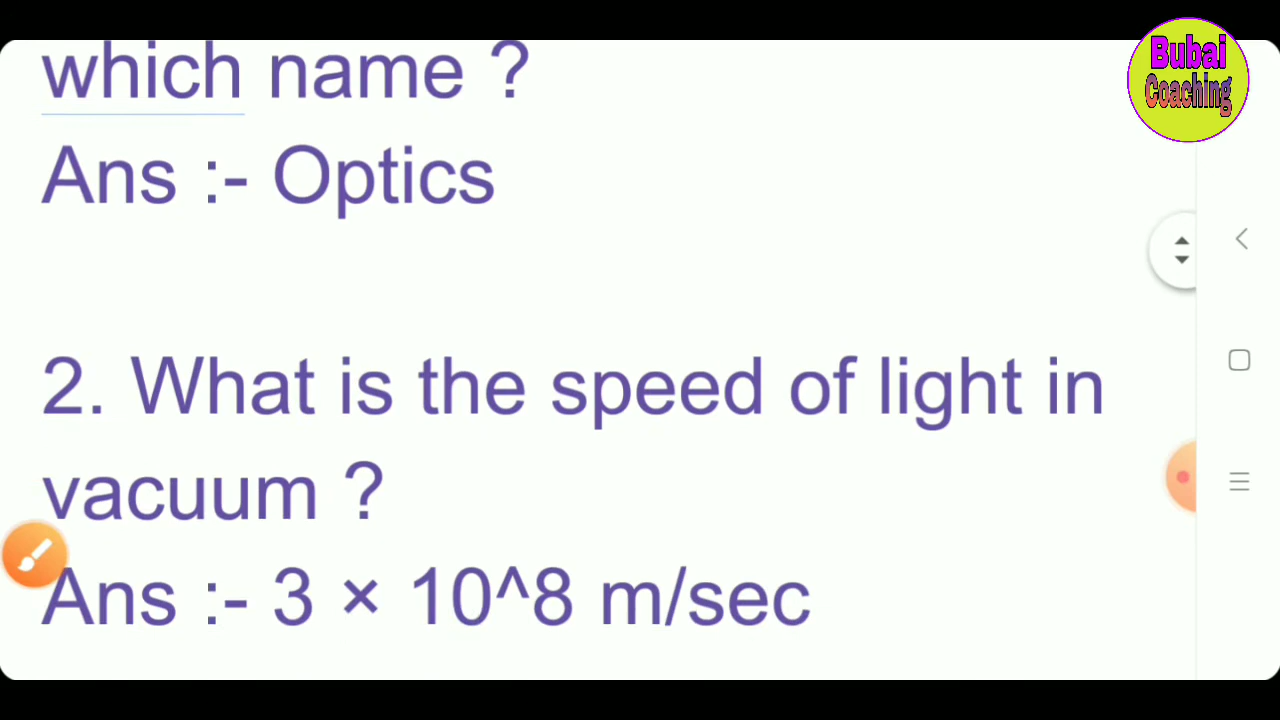 which name ?
Ans :- Optics
2. What is the speed of light in
vacuum ?
Ans :- 3 × 10^8 m/sec
Bubai
Coaching